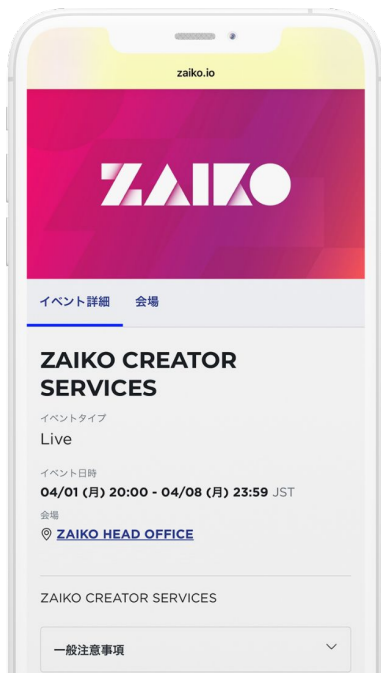 zaiko.io
ZAIKO
イベント詳細 会場
ZAIKO CREATOR
SERVICES
イベントタイプ
Live
イベント日時
04/01 (月) 20:00 - 04/08 (月) 23:59 JST
会場
ZAIKO HEAD OFFICE
ZAIKO CREATOR SERVICES
一般注意事項